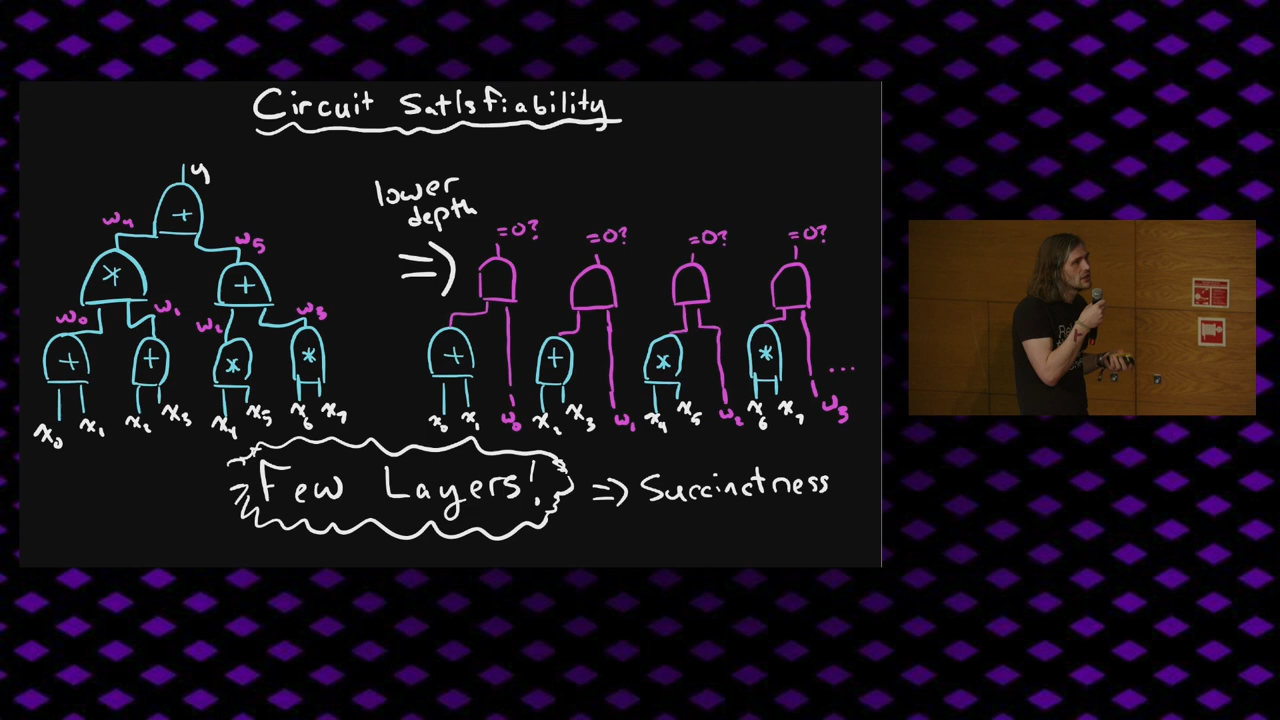 Circuit Satisfiability
y
lower
depth
⇒
+
w4
w5
=0?
=0?
=0?
=0?
*
+
w0
w1
w2
w3
+
+
*
*
+
+
*
*
...
x0 x1 x2 x3 x4 x5 x6 x7
x0 x1 w0 x2 x3 w1 x4 x5 w2 x6 x7 w3
Few Layers! ⇒ Succinctness